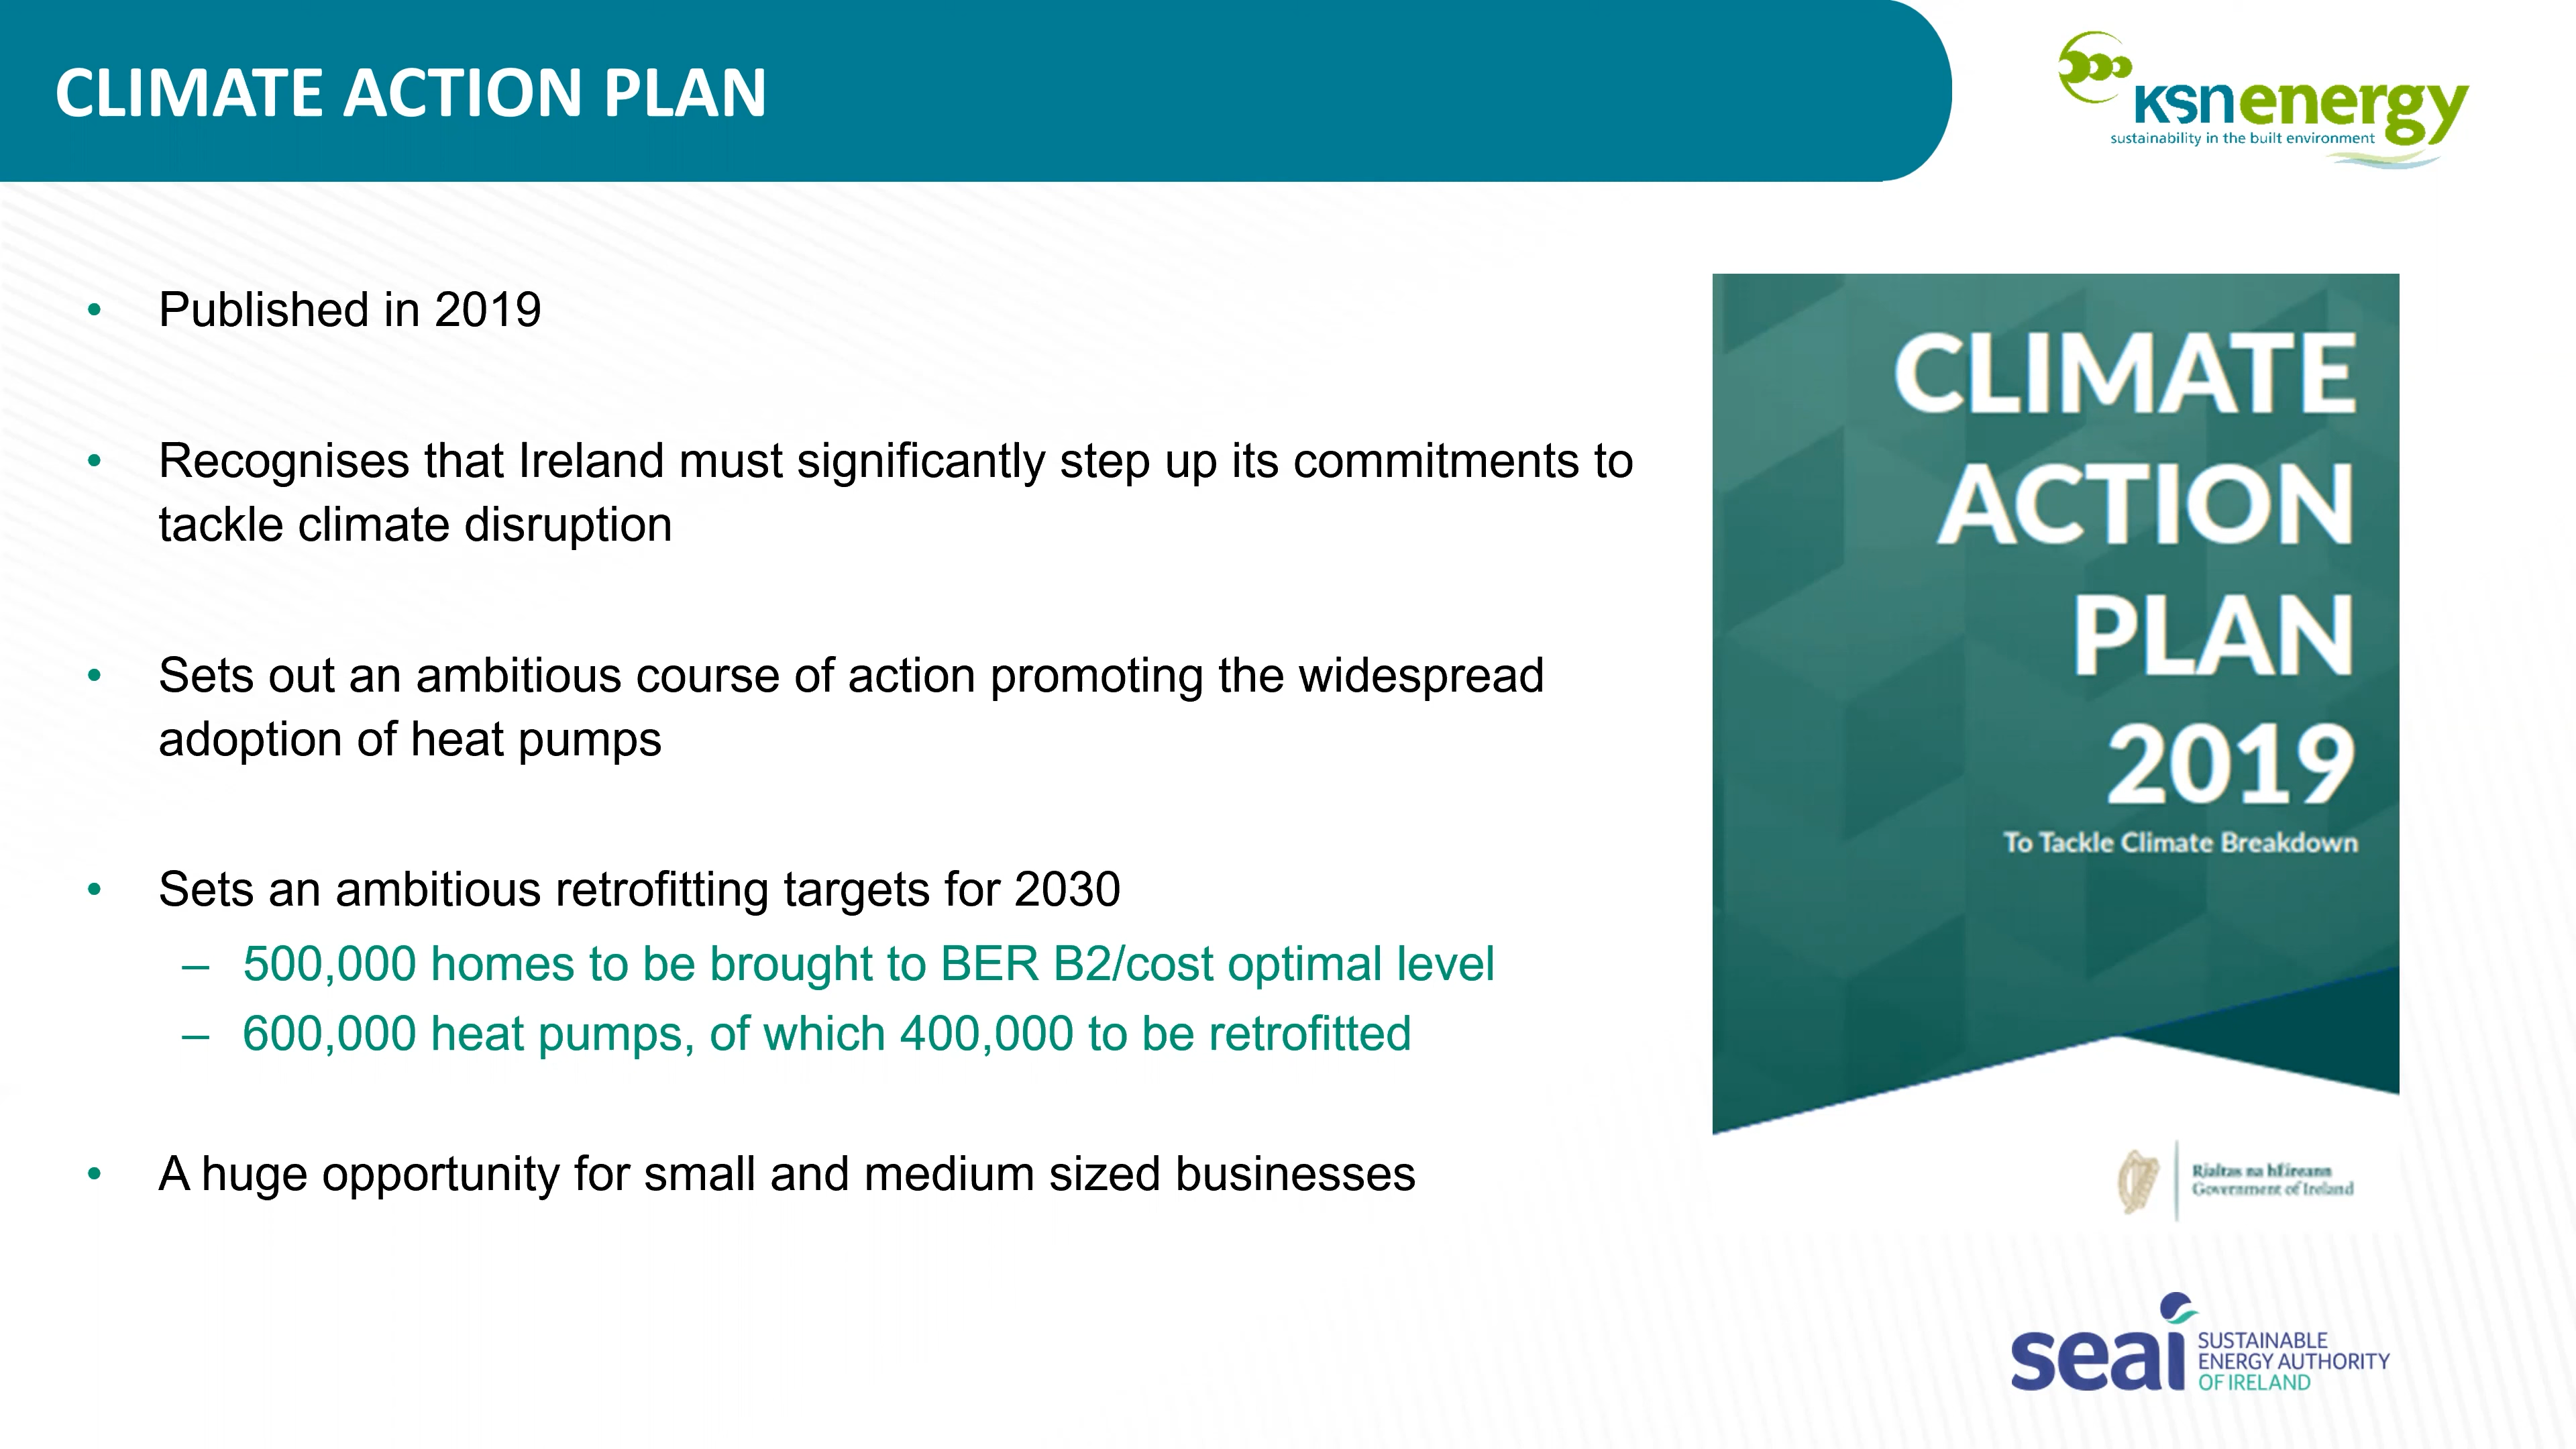 CLIMATE ACTION PLAN
ksnenergy
sustainability in the built environment
• Published in 2019
• Recognises that Ireland must significantly step up its commitments to
tackle climate disruption
• Sets out an ambitious course of action promoting the widespread
adoption of heat pumps
• Sets an ambitious retrofitting targets for 2030
– 500,000 homes to be brought to BER B2/cost optimal level
– 600,000 heat pumps, of which 400,000 to be retrofitted
• A huge opportunity for small and medium sized businesses
CLIMATE
ACTION
PLAN
2019
To Tackle Climate Breakdown
Rialtas na hÉireann
Government of Ireland
seai
SUSTAINABLE
ENERGY AUTHORITY
OF IRELAND